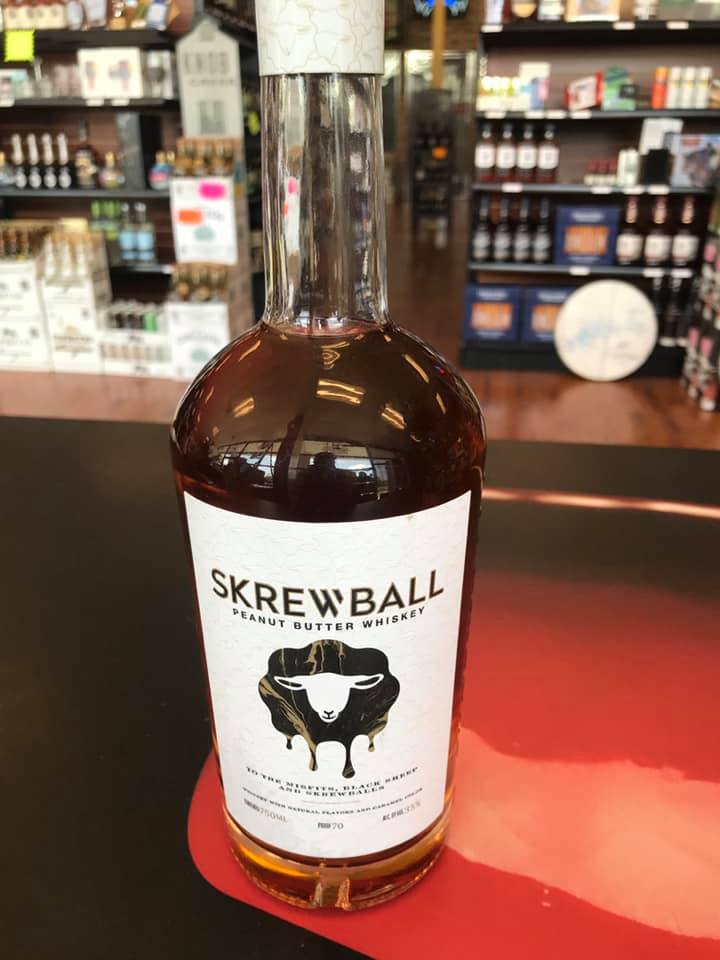 KNOB
SKREWBALL
PEANUT BUTTER WHISKEY
TO THE MISFITS, BLACK SHEEP
AND SKREWBALLS
WHISKEY WITH NATURAL FLAVORS AND CARAMEL COLOR
750ML
PROOF 70
ALC. BY VOL. 35%